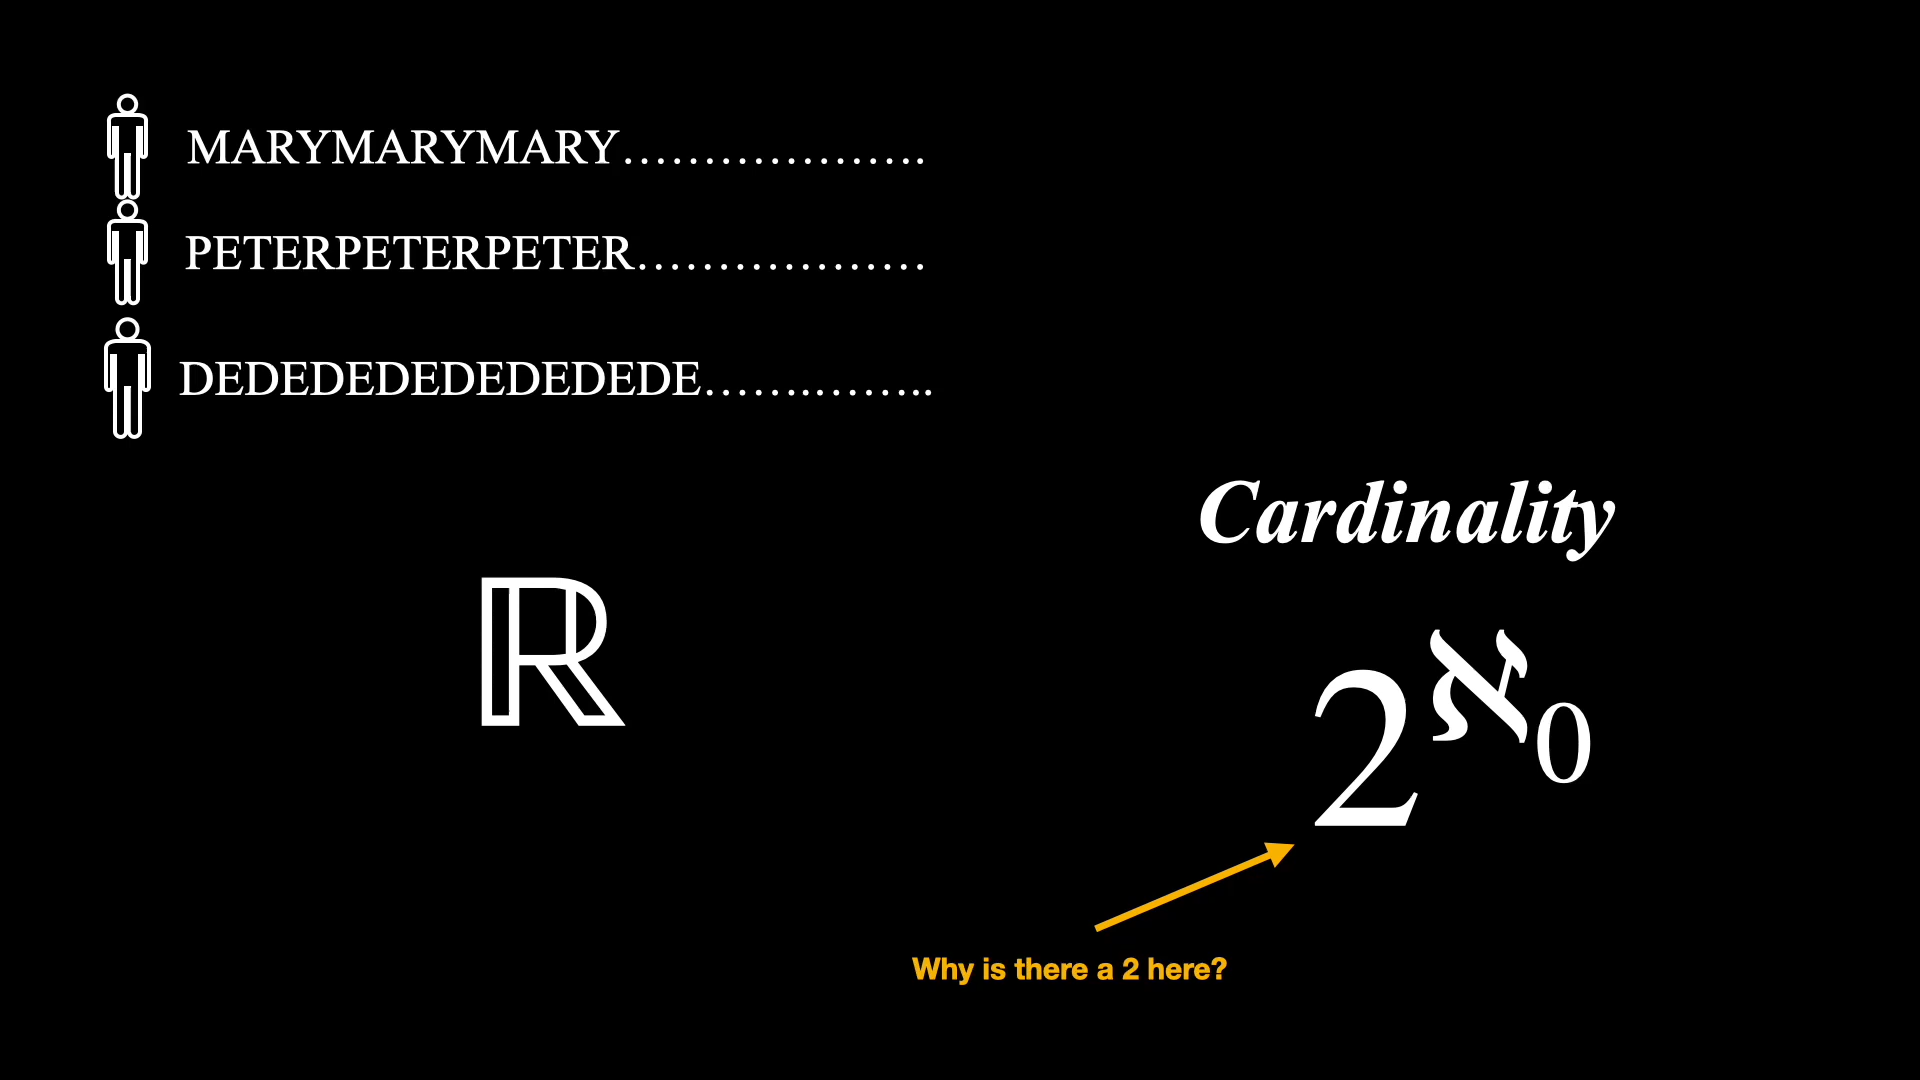 MARYMARYMARY……………….
PETERPETERPETER………………
DEDEDEDEDEDEDEDE…….……..
Cardinality
ℝ
2^ℵ₀
Why is there a 2 here?